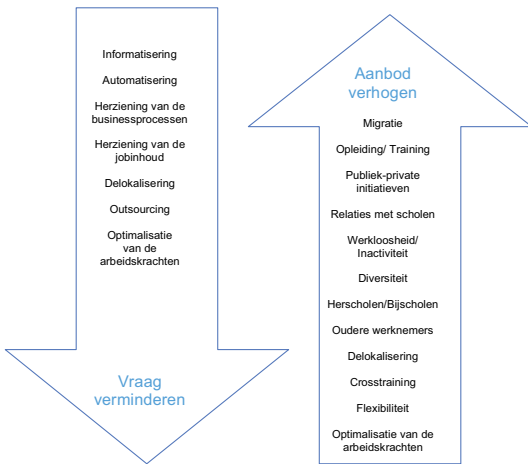 Informatisering
Automatisering
Herziening van de
businessprocessen
Herziening van de
jobinhoud
Delokalisering
Outsourcing
Optimalisatie
van de
arbeidskrachten
Vraag
verminderen
Aanbod
verhogen
Migratie
Opleiding/ Training
Publiek-private
initiatieven
Relaties met scholen
Werkloosheid/
Inactiviteit
Diversiteit
Herscholen/Bijscholen
Oudere werknemers
Delokalisering
Crosstraining
Flexibiliteit
Optimalisatie van de
arbeidskrachten